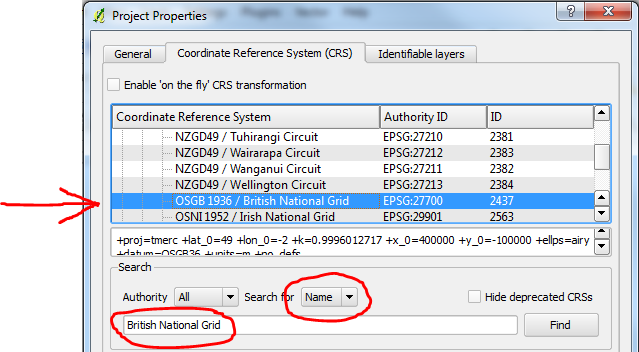 Project Properties
General
Coordinate Reference System (CRS)
Identifiable layers
Enable 'on the fly' CRS transformation
Coordinate Reference System Authority ID ID
NZGD49 / Tuhirangi Circuit EPSG:27210 2381
NZGD49 / Wairarapa Circuit EPSG:27212 2383
NZGD49 / Wanganui Circuit EPSG:27211 2382
NZGD49 / Wellington Circuit EPSG:27213 2384
OSGB 1936 / British National Grid EPSG:27700 2437
OSNI 1952 / Irish National Grid EPSG:29901 2563
+proj=tmerc +lat_0=49 +lon_0=-2 +k=0.9996012717 +x_0=400000 +y_0=-100000 +ellps=airy
+datum=OSGB36 +units=m +no_defs
Search
Authority All Search for Name Hide deprecated CRSs
British National Grid Find